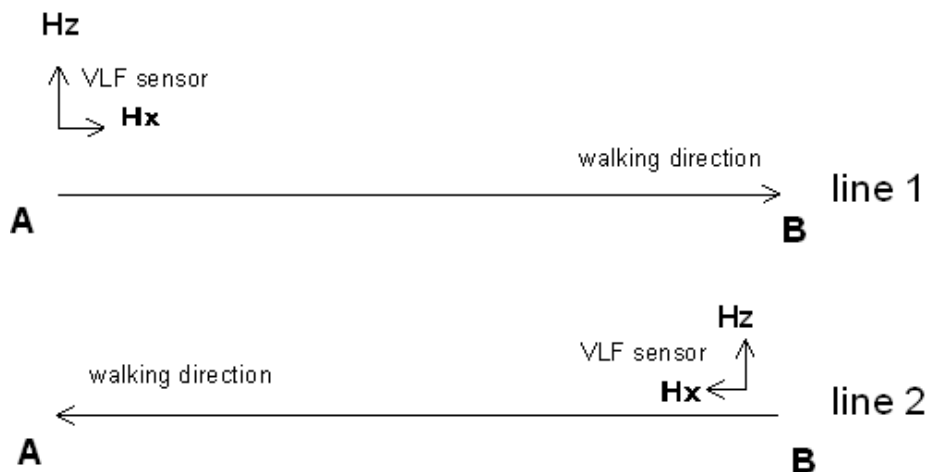 Hz
VLF sensor
Hx
walking direction
line 1
A
B
Hz
VLF sensor
walking direction
Hx
line 2
A
B